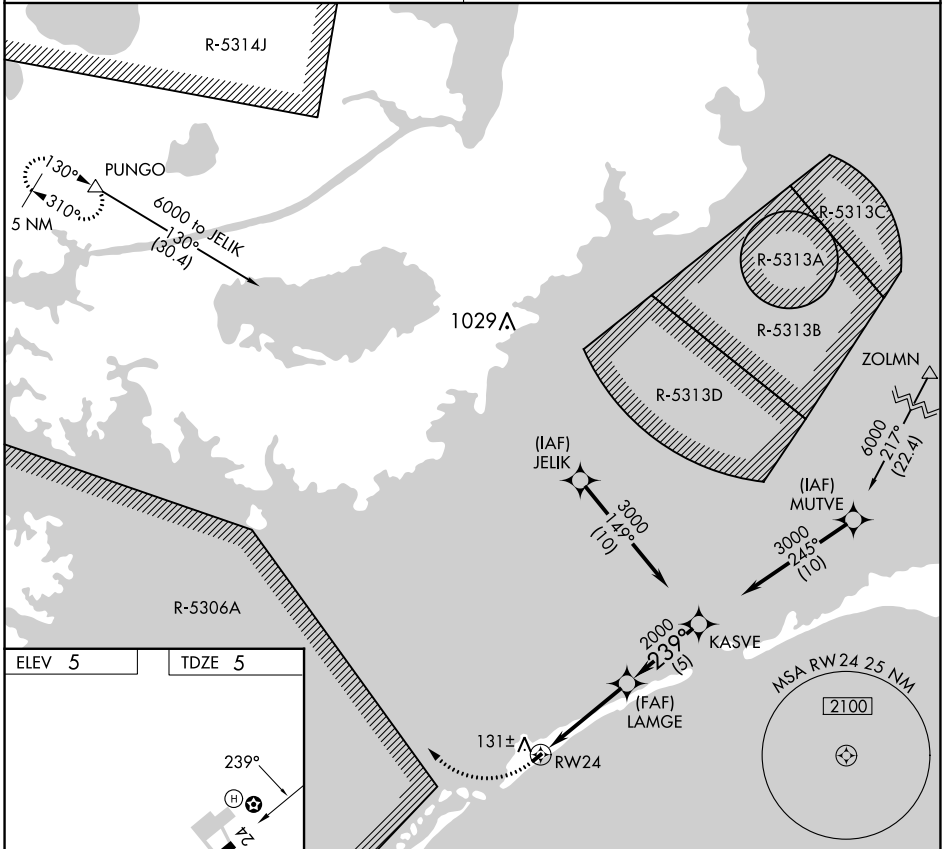 R-5314J
130°
PUNGO
310°
5 NM
6000 to JELIK
130°
(30.4)
R-5313C
R-5313A
R-5313B
1029
ZOLMN
R-5313D
6000
217°
(22.4)
(IAF)
JELIK
(IAF)
MUTVE
3000
149°
(10)
3000
245°
(10)
R-5306A
2000
239°
(5)
KASVE
ELEV 5
TDZE 5
(FAF)
LAMGE
MSA RW24 25 NM
2100
131±
RW24
239°
H
24